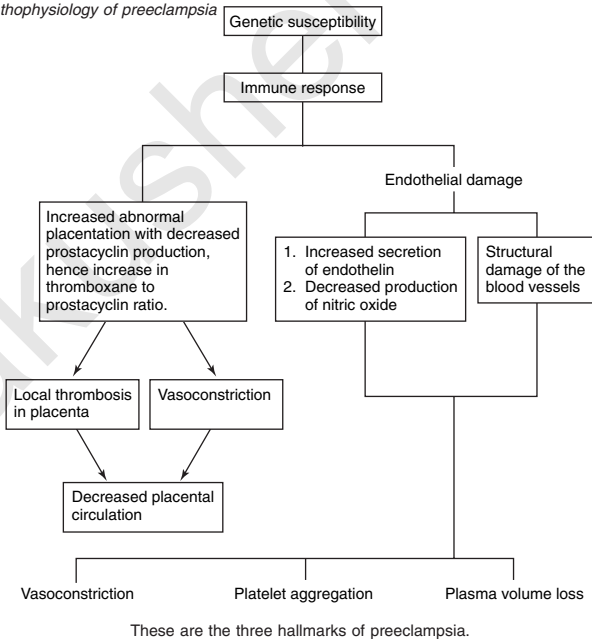 thophysiology of preeclampsia
Genetic susceptibility
Immune response
Endothelial damage
Increased abnormal
placentation with decreased
prostacyclin production,
hence increase in
thromboxane to
prostacyclin ratio.
1. Increased secretion
of endothelin
2. Decreased production
of nitric oxide
Structural
damage of the
blood vessels
Local thrombosis
in placenta
Vasoconstriction
Decreased placental
circulation
Vasoconstriction
Platelet aggregation
Plasma volume loss
These are the three hallmarks of preeclampsia.